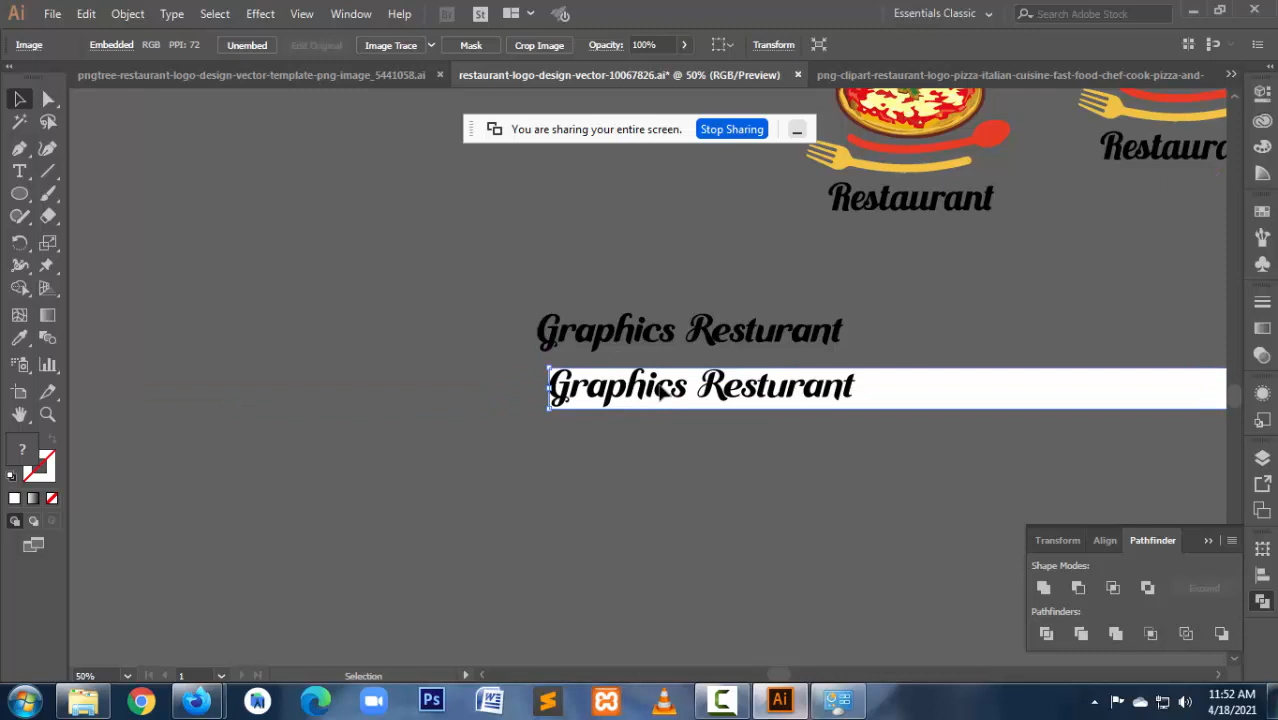 Ai File Edit Object Type Select Effect View Window Help Br St Essentials Classic Search Adobe Stock
Image Embedded RGB PPI: 72 Unembed Edit Original Image Trace Mask Crop Image Opacity: 100% Transform
pngtree-restaurant-logo-design-vector-template-png-image_5441058.ai × restaurant-logo-design-vector-10067826.ai* @ 50% (RGB/Preview) × png-clipart-restaurant-logo-pizza-italian-cuisine-fast-food-chef-cook-pizza-and-
You are sharing your entire screen. Stop Sharing
Restaurant
Graphics Resturant
Graphics Resturant
?
Transform Align Pathfinder
Shape Modes:
Expand
Pathfinders:
50% 1 Selection
Ps Ai
11:52 AM
4/18/2021